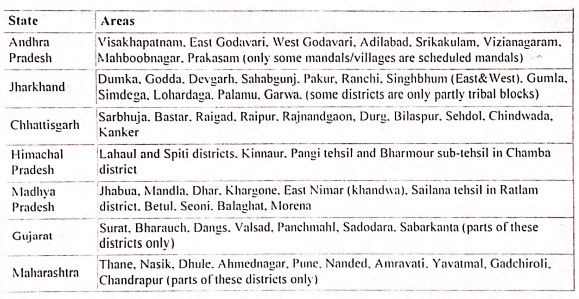 State Areas
Andhra Visakhapatnam, East Godavari, West Godavari, Adilabad, Srikakulam, Vizianagaram,
Pradesh Mahboobnagar, Prakasam (only some mandals/villages are scheduled mandals)
Jharkhand Dumka, Godda, Devgarh, Sahabgunj, Pakur, Ranchi, Singhbhum (East&West), Gumla,
Simdega, Lohardaga, Palamu, Garwa. (some districts are only partly tribal blocks)
Chhattisgarh Sarbhuja, Bastar, Raigad, Raipur, Rajnandgaon, Durg, Bilaspur, Sehdol, Chindwada,
Kanker
Himachal Lahaul and Spiti districts, Kinnaur, Pangi tehsil and Bharmour sub-tehsil in Chamba
Pradesh district
Madhya Jhabua, Mandla, Dhar, Khargone, East Nimar (khandwa), Sailana tehsil in Ratlam
Pradesh district, Betul, Seoni, Balaghat, Morena
Gujarat Surat, Bharauch, Dangs, Valsad, Panchmahl, Sadodara, Sabarkanta (parts of these
districts only)
Maharashtra Thane, Nasik, Dhule, Ahmednagar, Pune, Nanded, Amravati, Yavatmal, Gadchiroli,
Chandrapur (parts of these districts only)